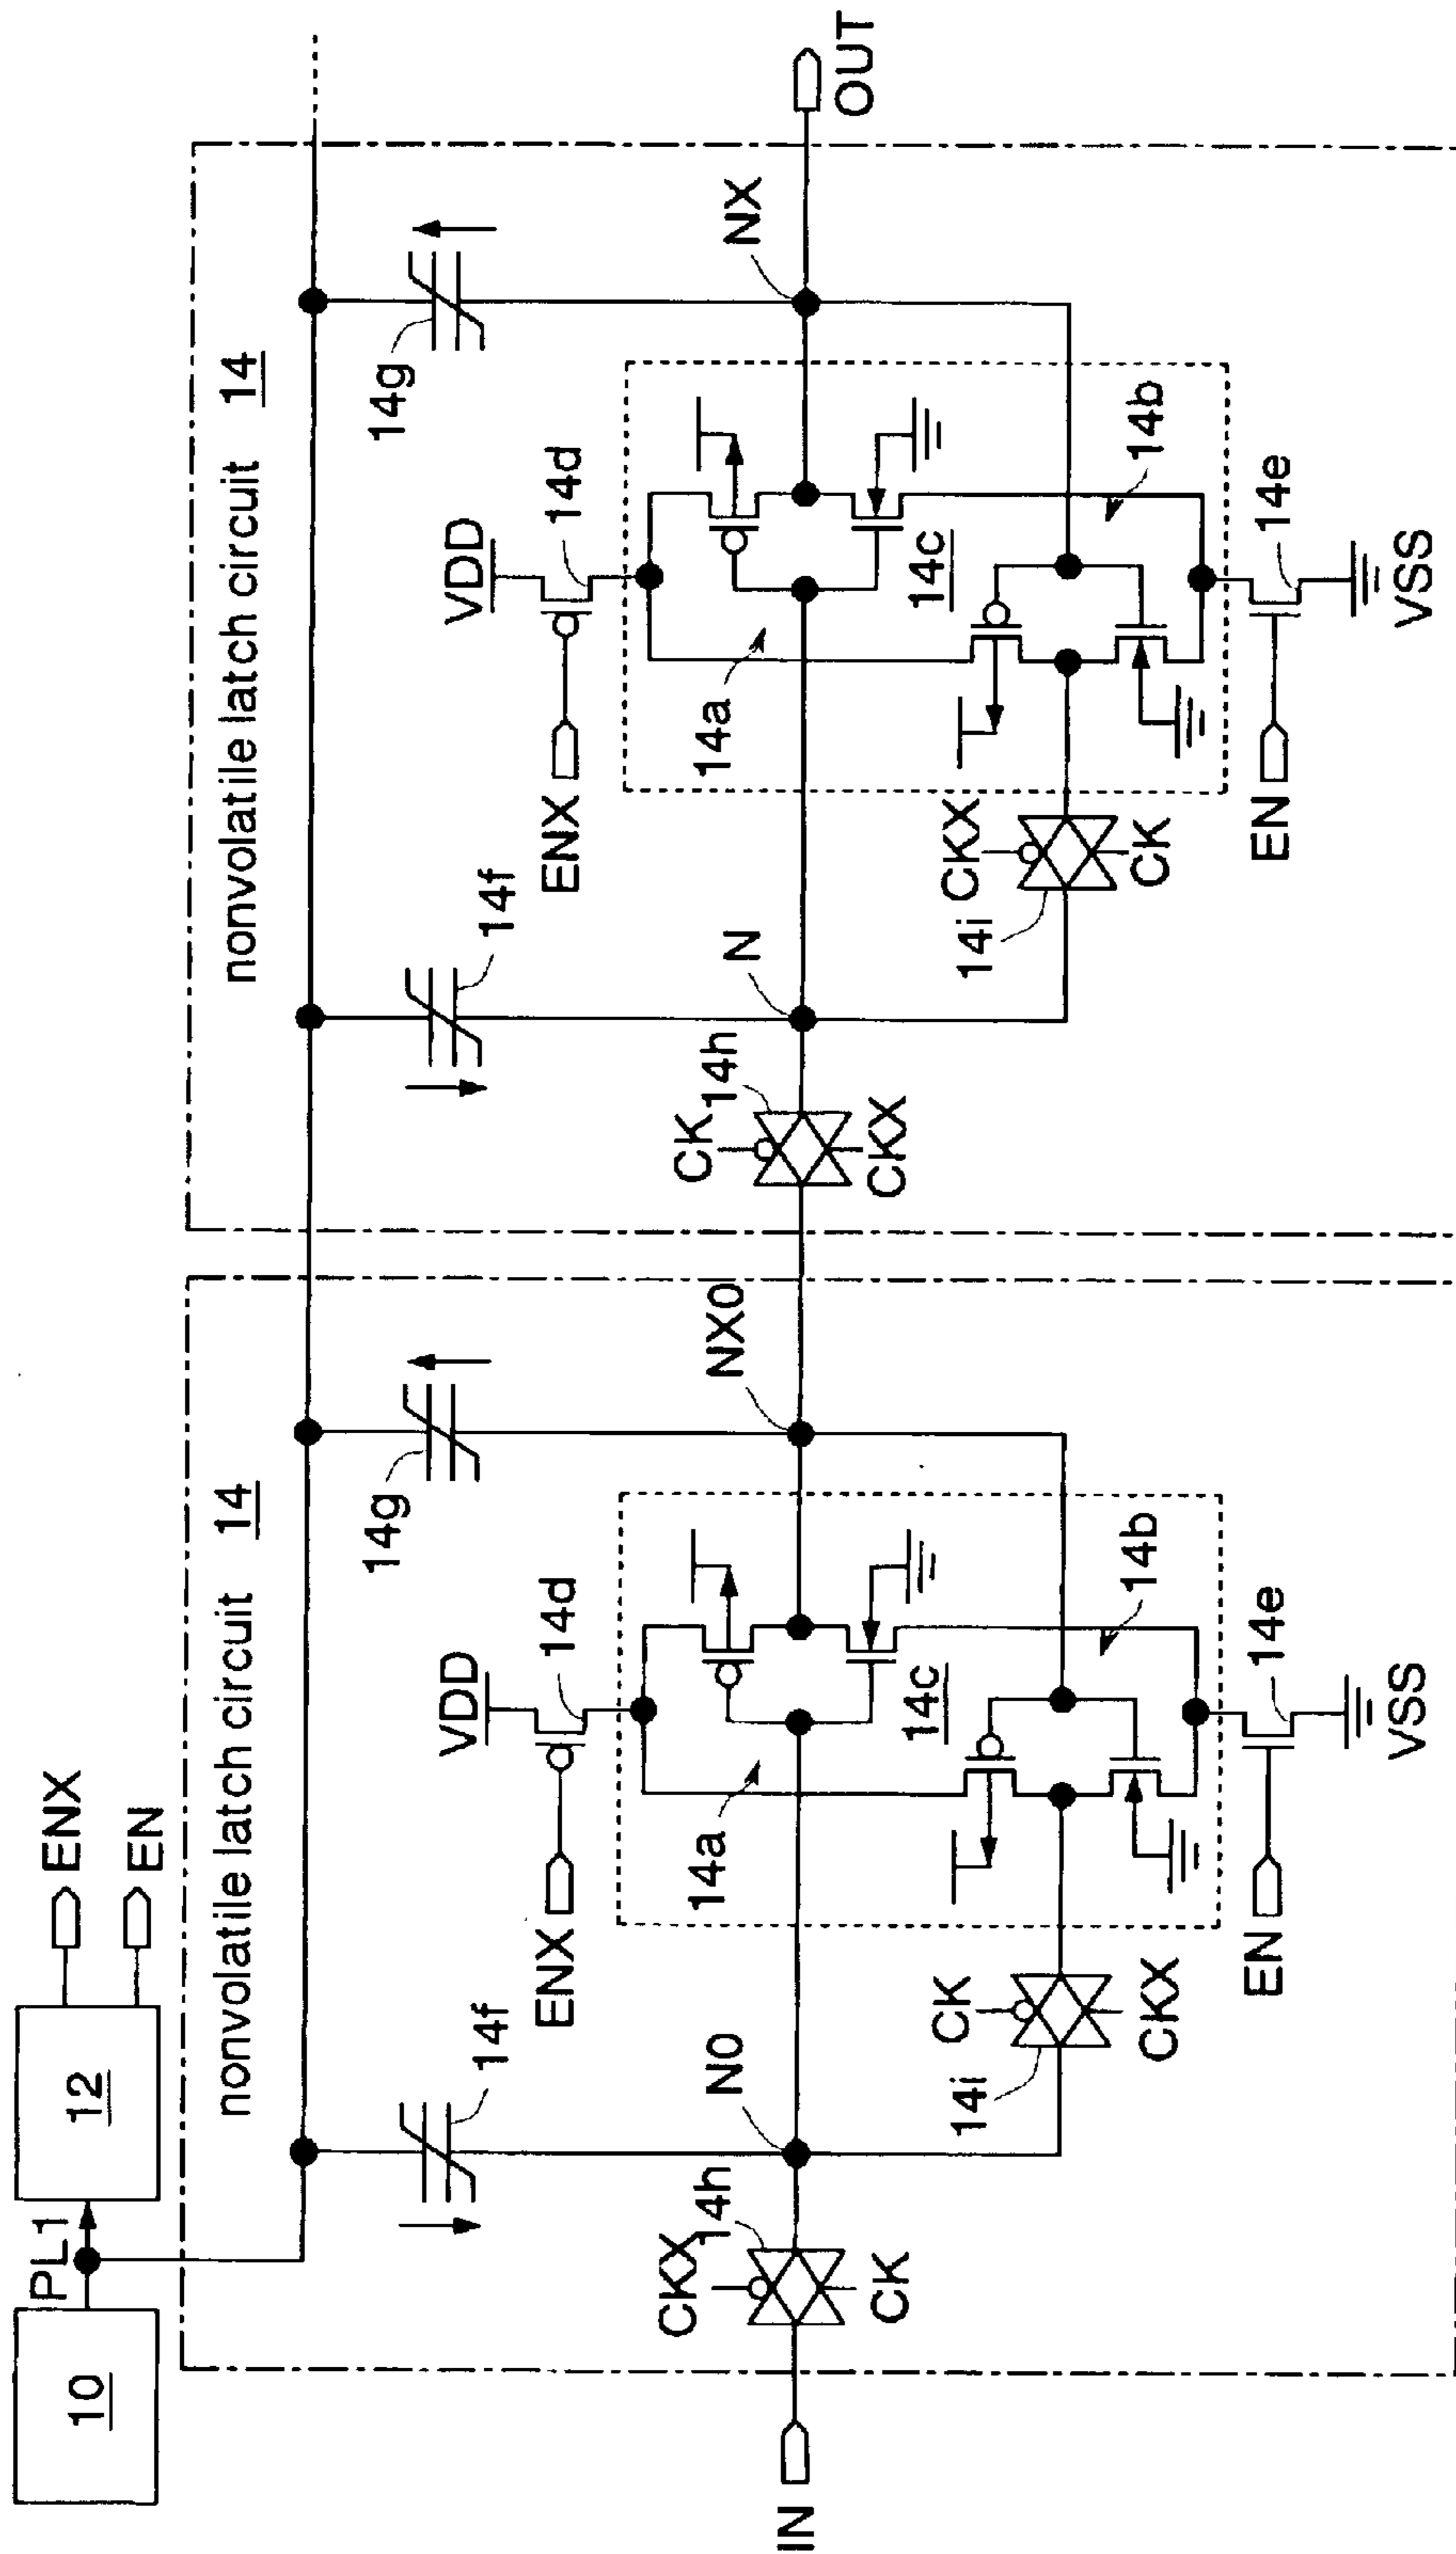 10
PL1
12
ENX
EN
nonvolatile latch circuit 14
14f
14g
VDD
14d
ENX
N0
NX0
CKX
14h
CK
IN
14a
14c
14b
CK
14i
CKX
EN
14e
VSS
nonvolatile latch circuit 14
14f
14g
VDD
14d
ENX
N
NX
CK
14h
CKX
OUT
14a
14c
14b
CKX
14i
CK
EN
14e
VSS